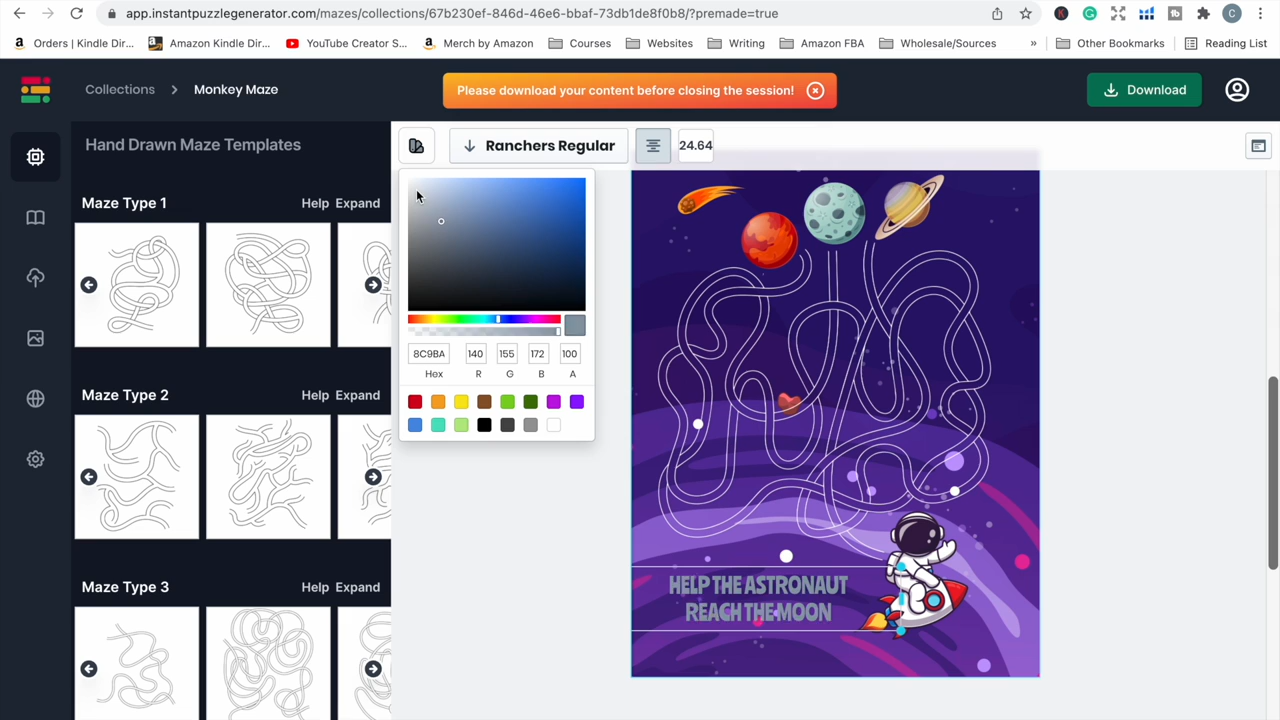 app.instantpuzzlegenerator.com/mazes/collections/67b230ef-846d-46e6-bbaf-73db1de8f0b8/?premade=true
Orders | Kindle Dir...
Amazon Kindle Dir...
YouTube Creator S...
Merch by Amazon
Courses
Websites
Writing
Amazon FBA
Wholesale/Sources
»
Other Bookmarks
Reading List
Collections > Monkey Maze
Please download your content before closing the session!
Download
Hand Drawn Maze Templates
Ranchers Regular
24.64
Maze Type 1
Help Expand
8C9BA
140
155
172
100
Hex
R
G
B
A
Maze Type 2
Help Expand
Maze Type 3
Help Expand
HELP THE ASTRONAUT
REACH THE MOON